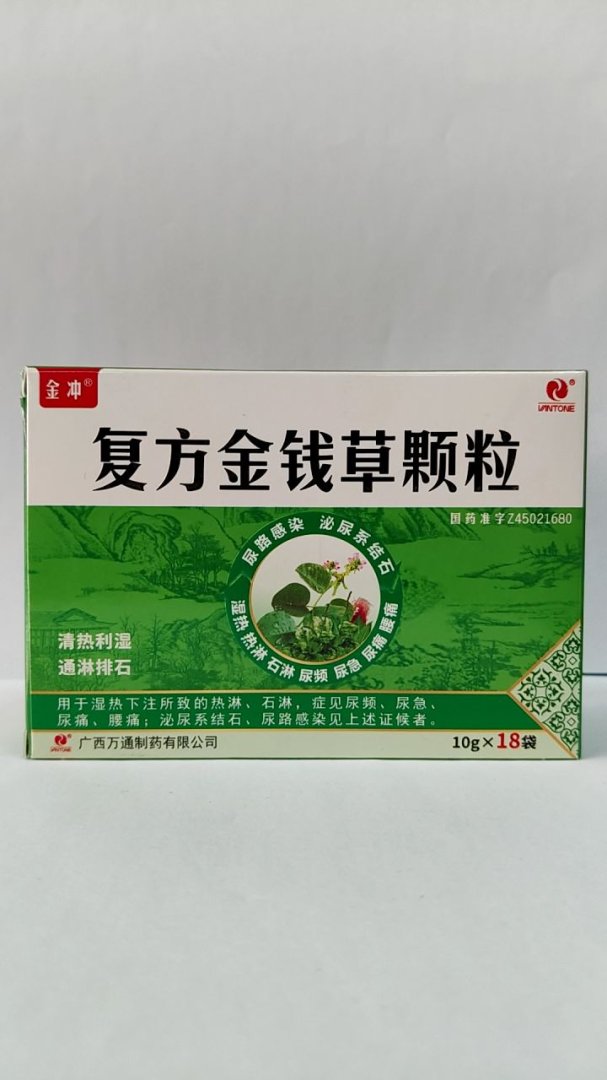 金冲®
VANTONE®
复方金钱草颗粒
国药准字Z45021680
尿路感染 泌尿系结石
湿热 热淋 石淋 尿频 尿急 尿痛 腰痛
清热利湿
通淋排石
用于湿热下注所致的热淋、石淋，症见尿频、尿急、
尿痛、腰痛；泌尿系结石、尿路感染见上述证候者。
VANTONE 广西万通制药有限公司
10g×18袋